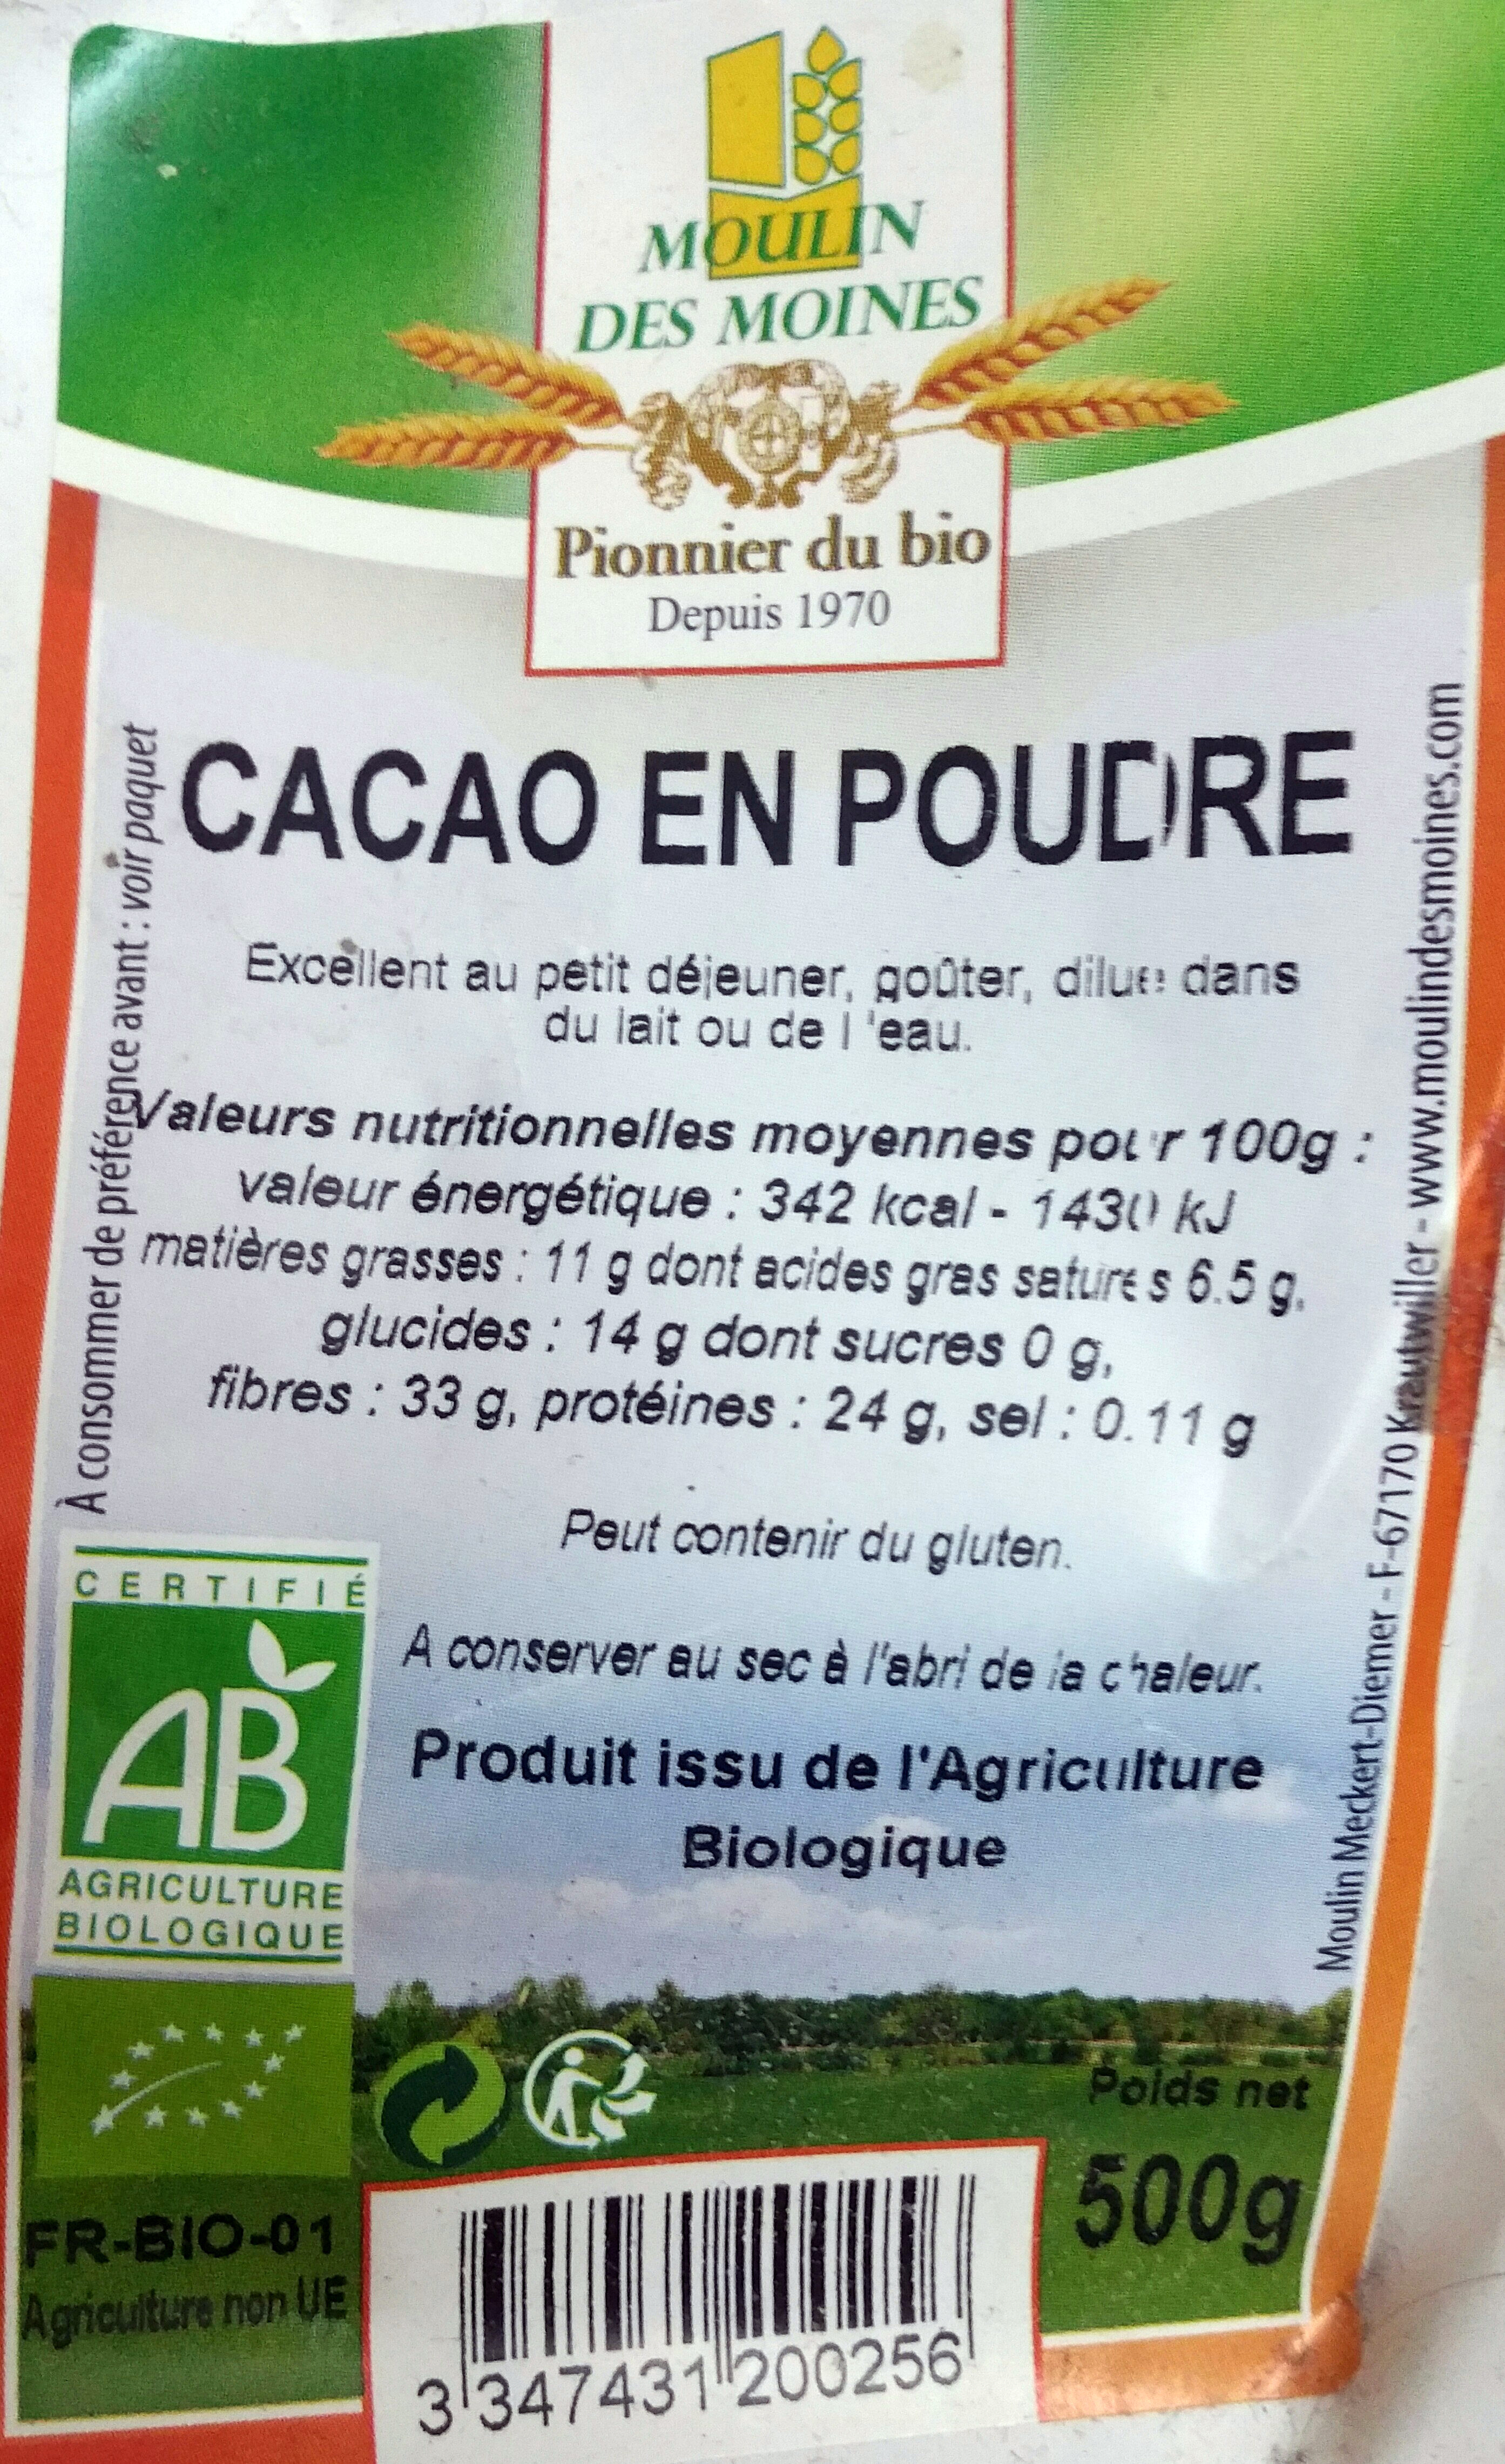 MOULIN
DES MOINES
Pionnier du bio
Depuis 1970
CACAO EN POUDRE
Excellent au petit déjeuner, goûter, dilué dans
du lait ou de l 'eau.
Valeurs nutritionnelles moyennes pour 100g :
valeur énergétique : 342 kcal - 1430 kJ
matières grasses : 11 g dont acides gras saturés 6.5 g,
glucides : 14 g dont sucres 0 g,
fibres : 33 g, protéines : 24 g, sel : 0.11 g
Peut contenir du gluten.
A conserver au sec à l'abri de la chaleur.
Produit issu de l'Agriculture
Biologique
À consommer de préférence avant : voir paquet
Moulin Meckert-Diemer - F-67170 Krautwiller - www.moulindesmoines.com
CERTIFIÉ
AB
AGRICULTURE
BIOLOGIQUE
FR-BIO-01
Agriculture non UE
Poids net
500g
3 347431 200256